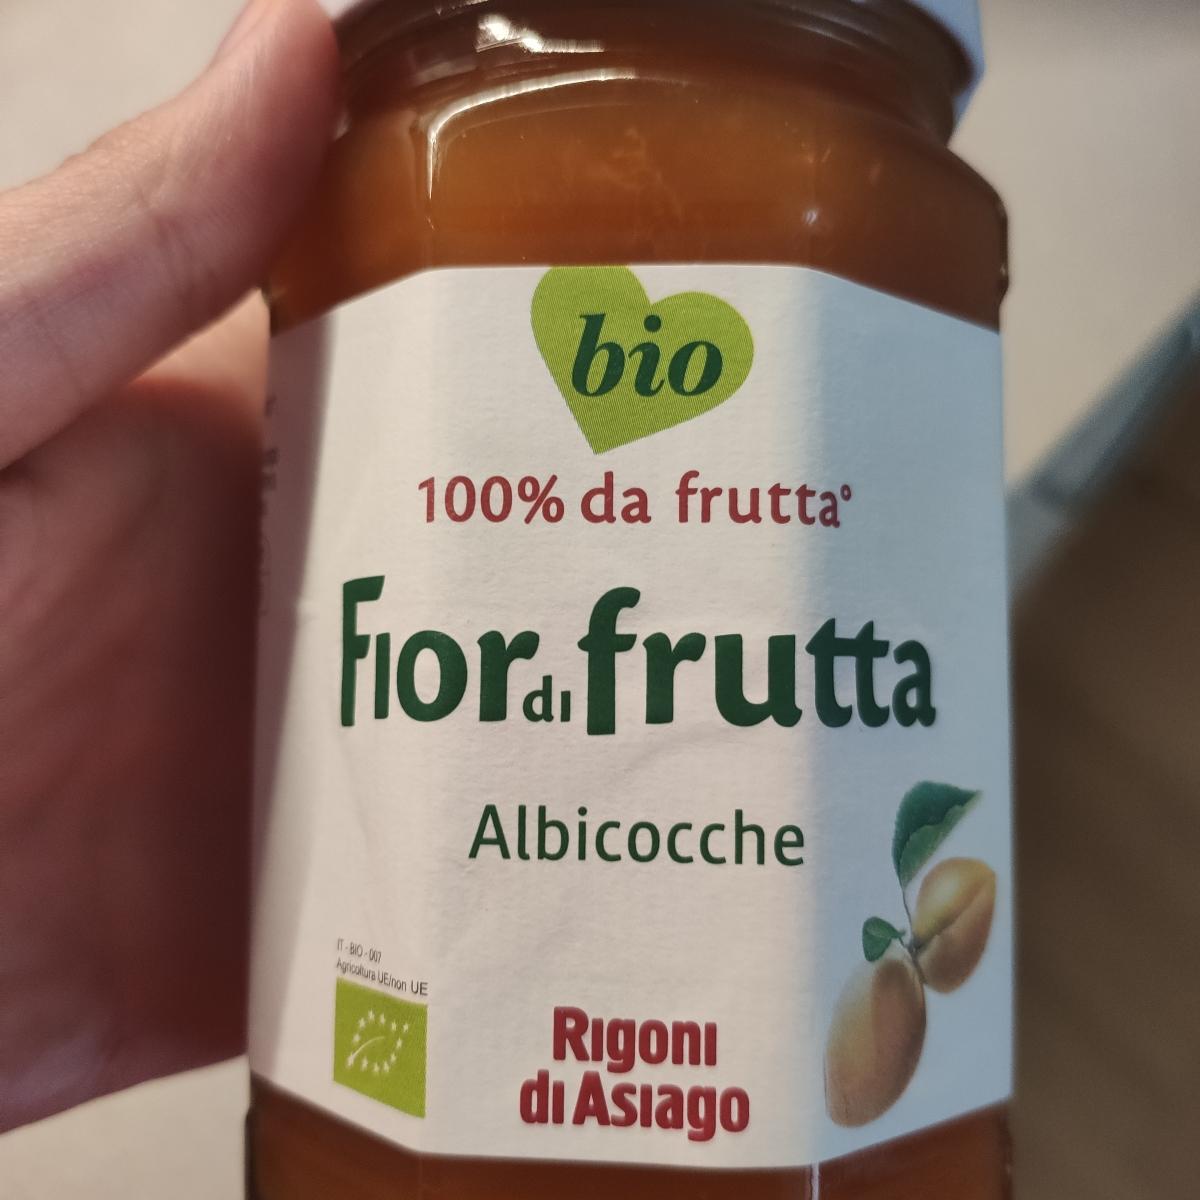 bio
100% da frutta°
Fior di frutta
Albicocche
IT - BIO - 007
Agricoltura UE/non UE
Rigoni
di Asiago